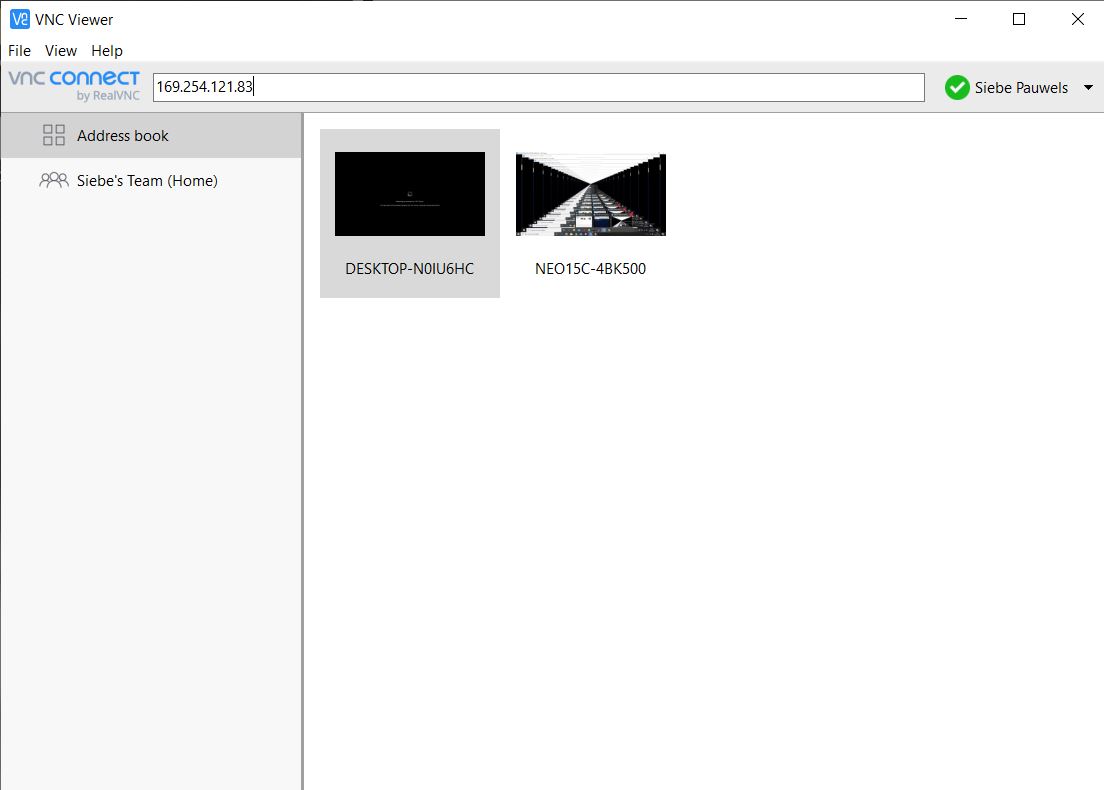 VNC Viewer
File View Help
vnc connect
by RealVNC
169.254.121.83
Siebe Pauwels
Address book
Siebe's Team (Home)
DESKTOP-N0IU6HC
NEO15C-4BK500